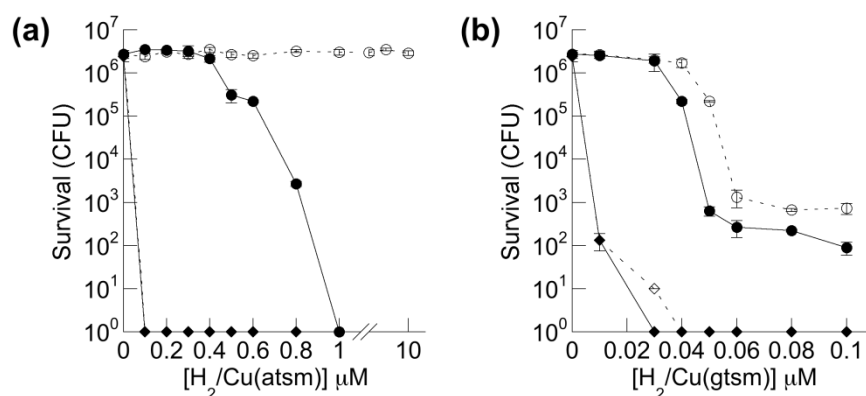 (a)
Survival (CFU)
10⁷
10⁶
10⁵
10⁴
10³
10²
10¹
10⁰
0 0.2 0.4 0.6 0.8 1 10
[H₂/Cu(atsm)] μM
(b)
Survival (CFU)
10⁷
10⁶
10⁵
10⁴
10³
10²
10¹
10⁰
0 0.02 0.04 0.06 0.08 0.1
[H₂/Cu(gtsm)] μM